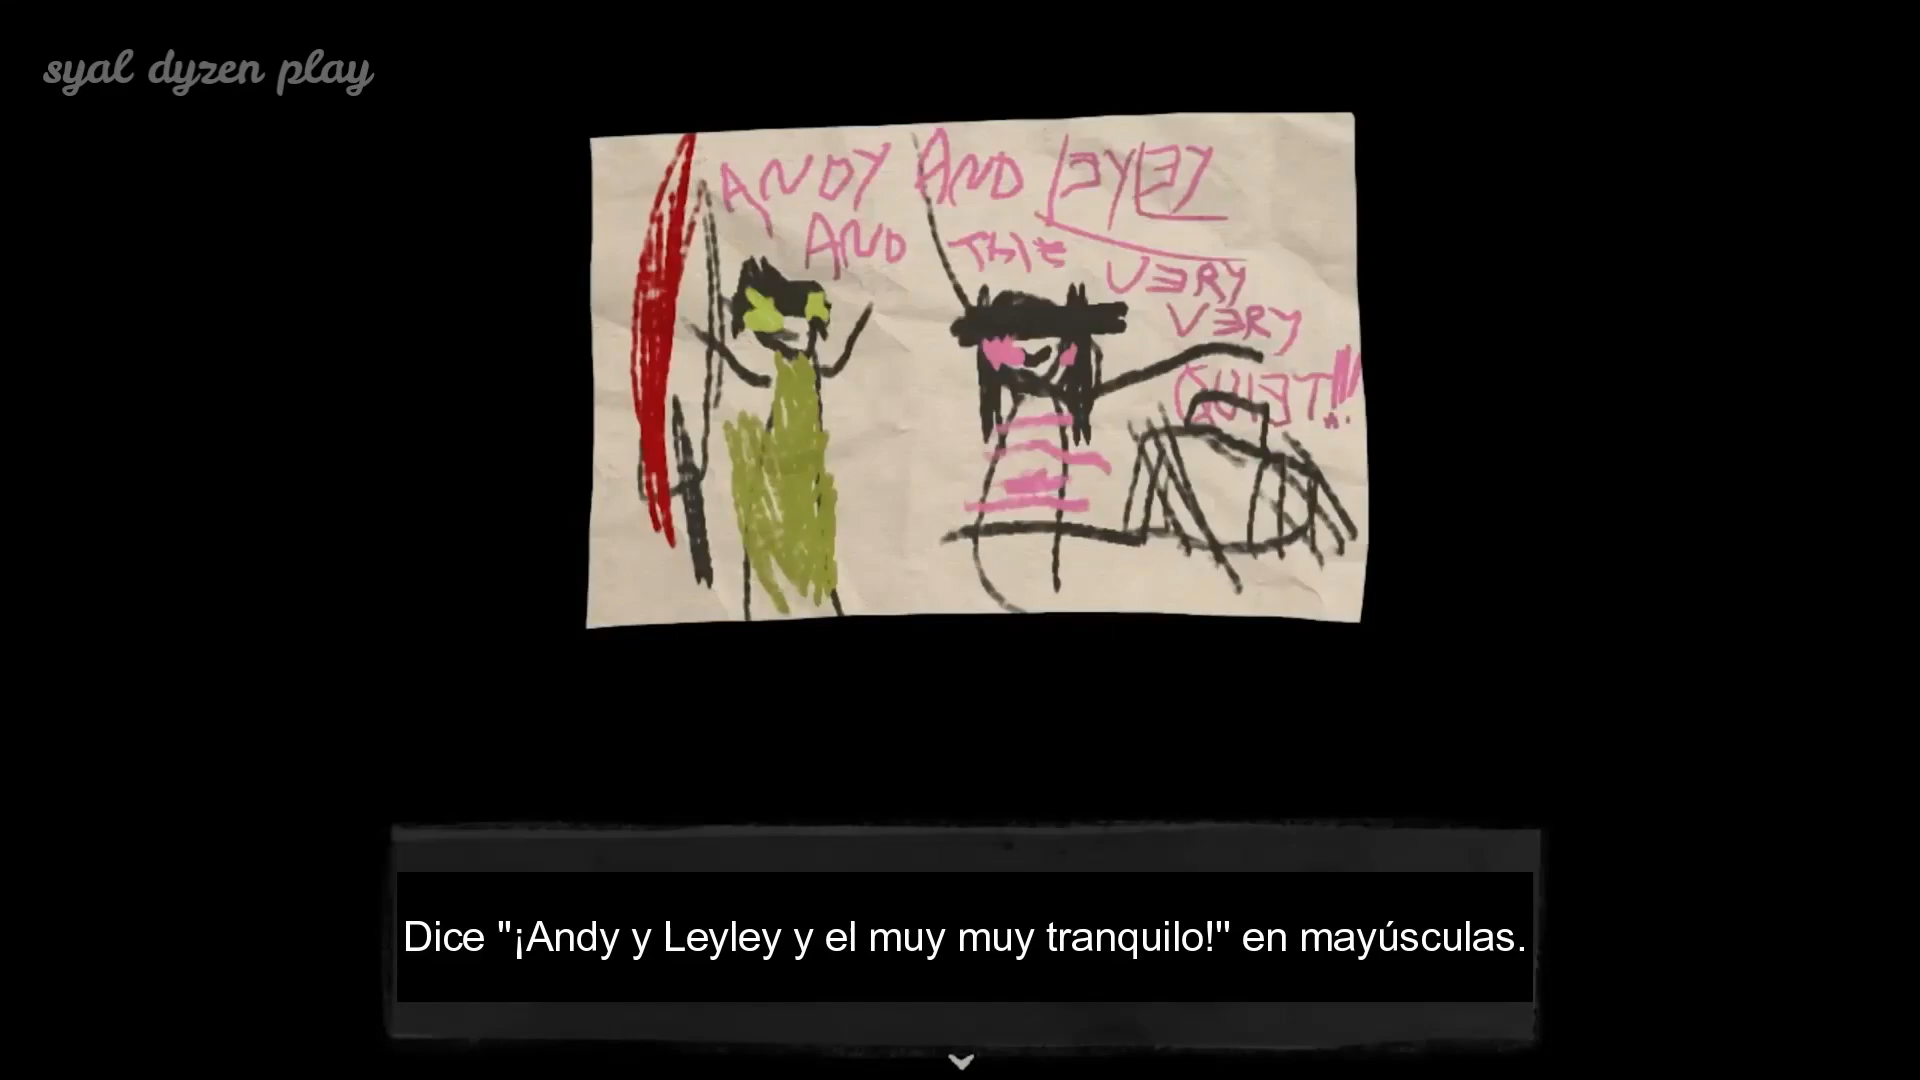 syal dyzen play
ANDY AND LEYLEY
AND THE VERY
VERY
QUIET!!!
Dice "¡Andy y Leyley y el muy muy tranquilo!" en mayúsculas.